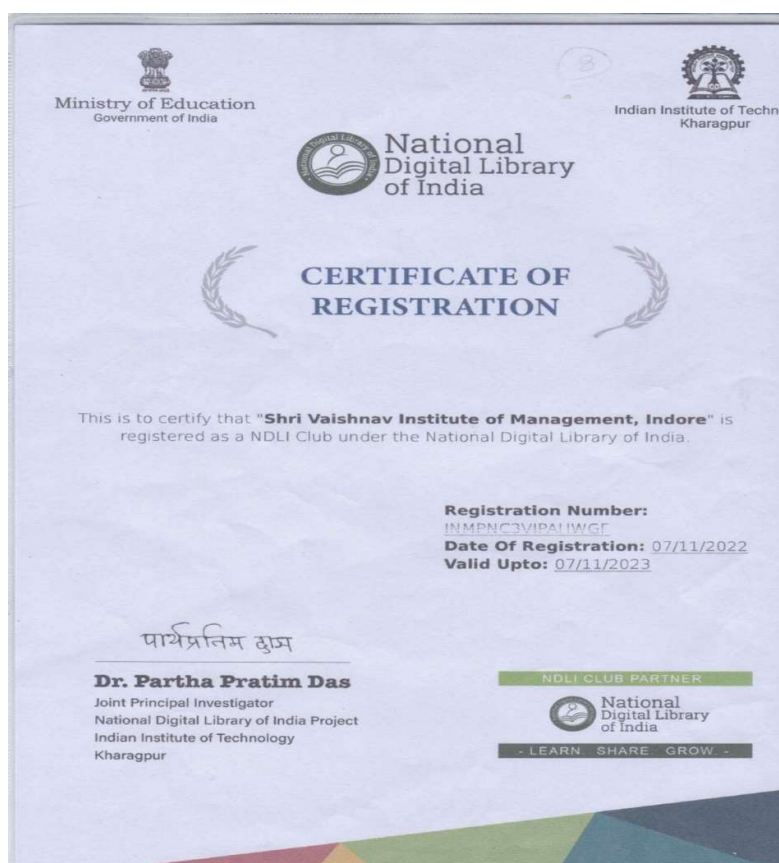 8
Ministry of Education
Government of India
Indian Institute of Techn
Kharagpur
National
Digital Library
of India
CERTIFICATE OF
REGISTRATION
This is to certify that "Shri Vaishnav Institute of Management, Indore" is
registered as a NDLI Club under the National Digital Library of India.
Registration Number:
Date Of Registration: 07/11/2022
Valid Upto: 07/11/2023
पार्थप्रतिम दास
Dr. Partha Pratim Das
Joint Principal Investigator
National Digital Library of India Project
Indian Institute of Technology
Kharagpur
NDLI CLUB PARTNER
National
Digital Library
of India
- LEARN. SHARE. GROW. -